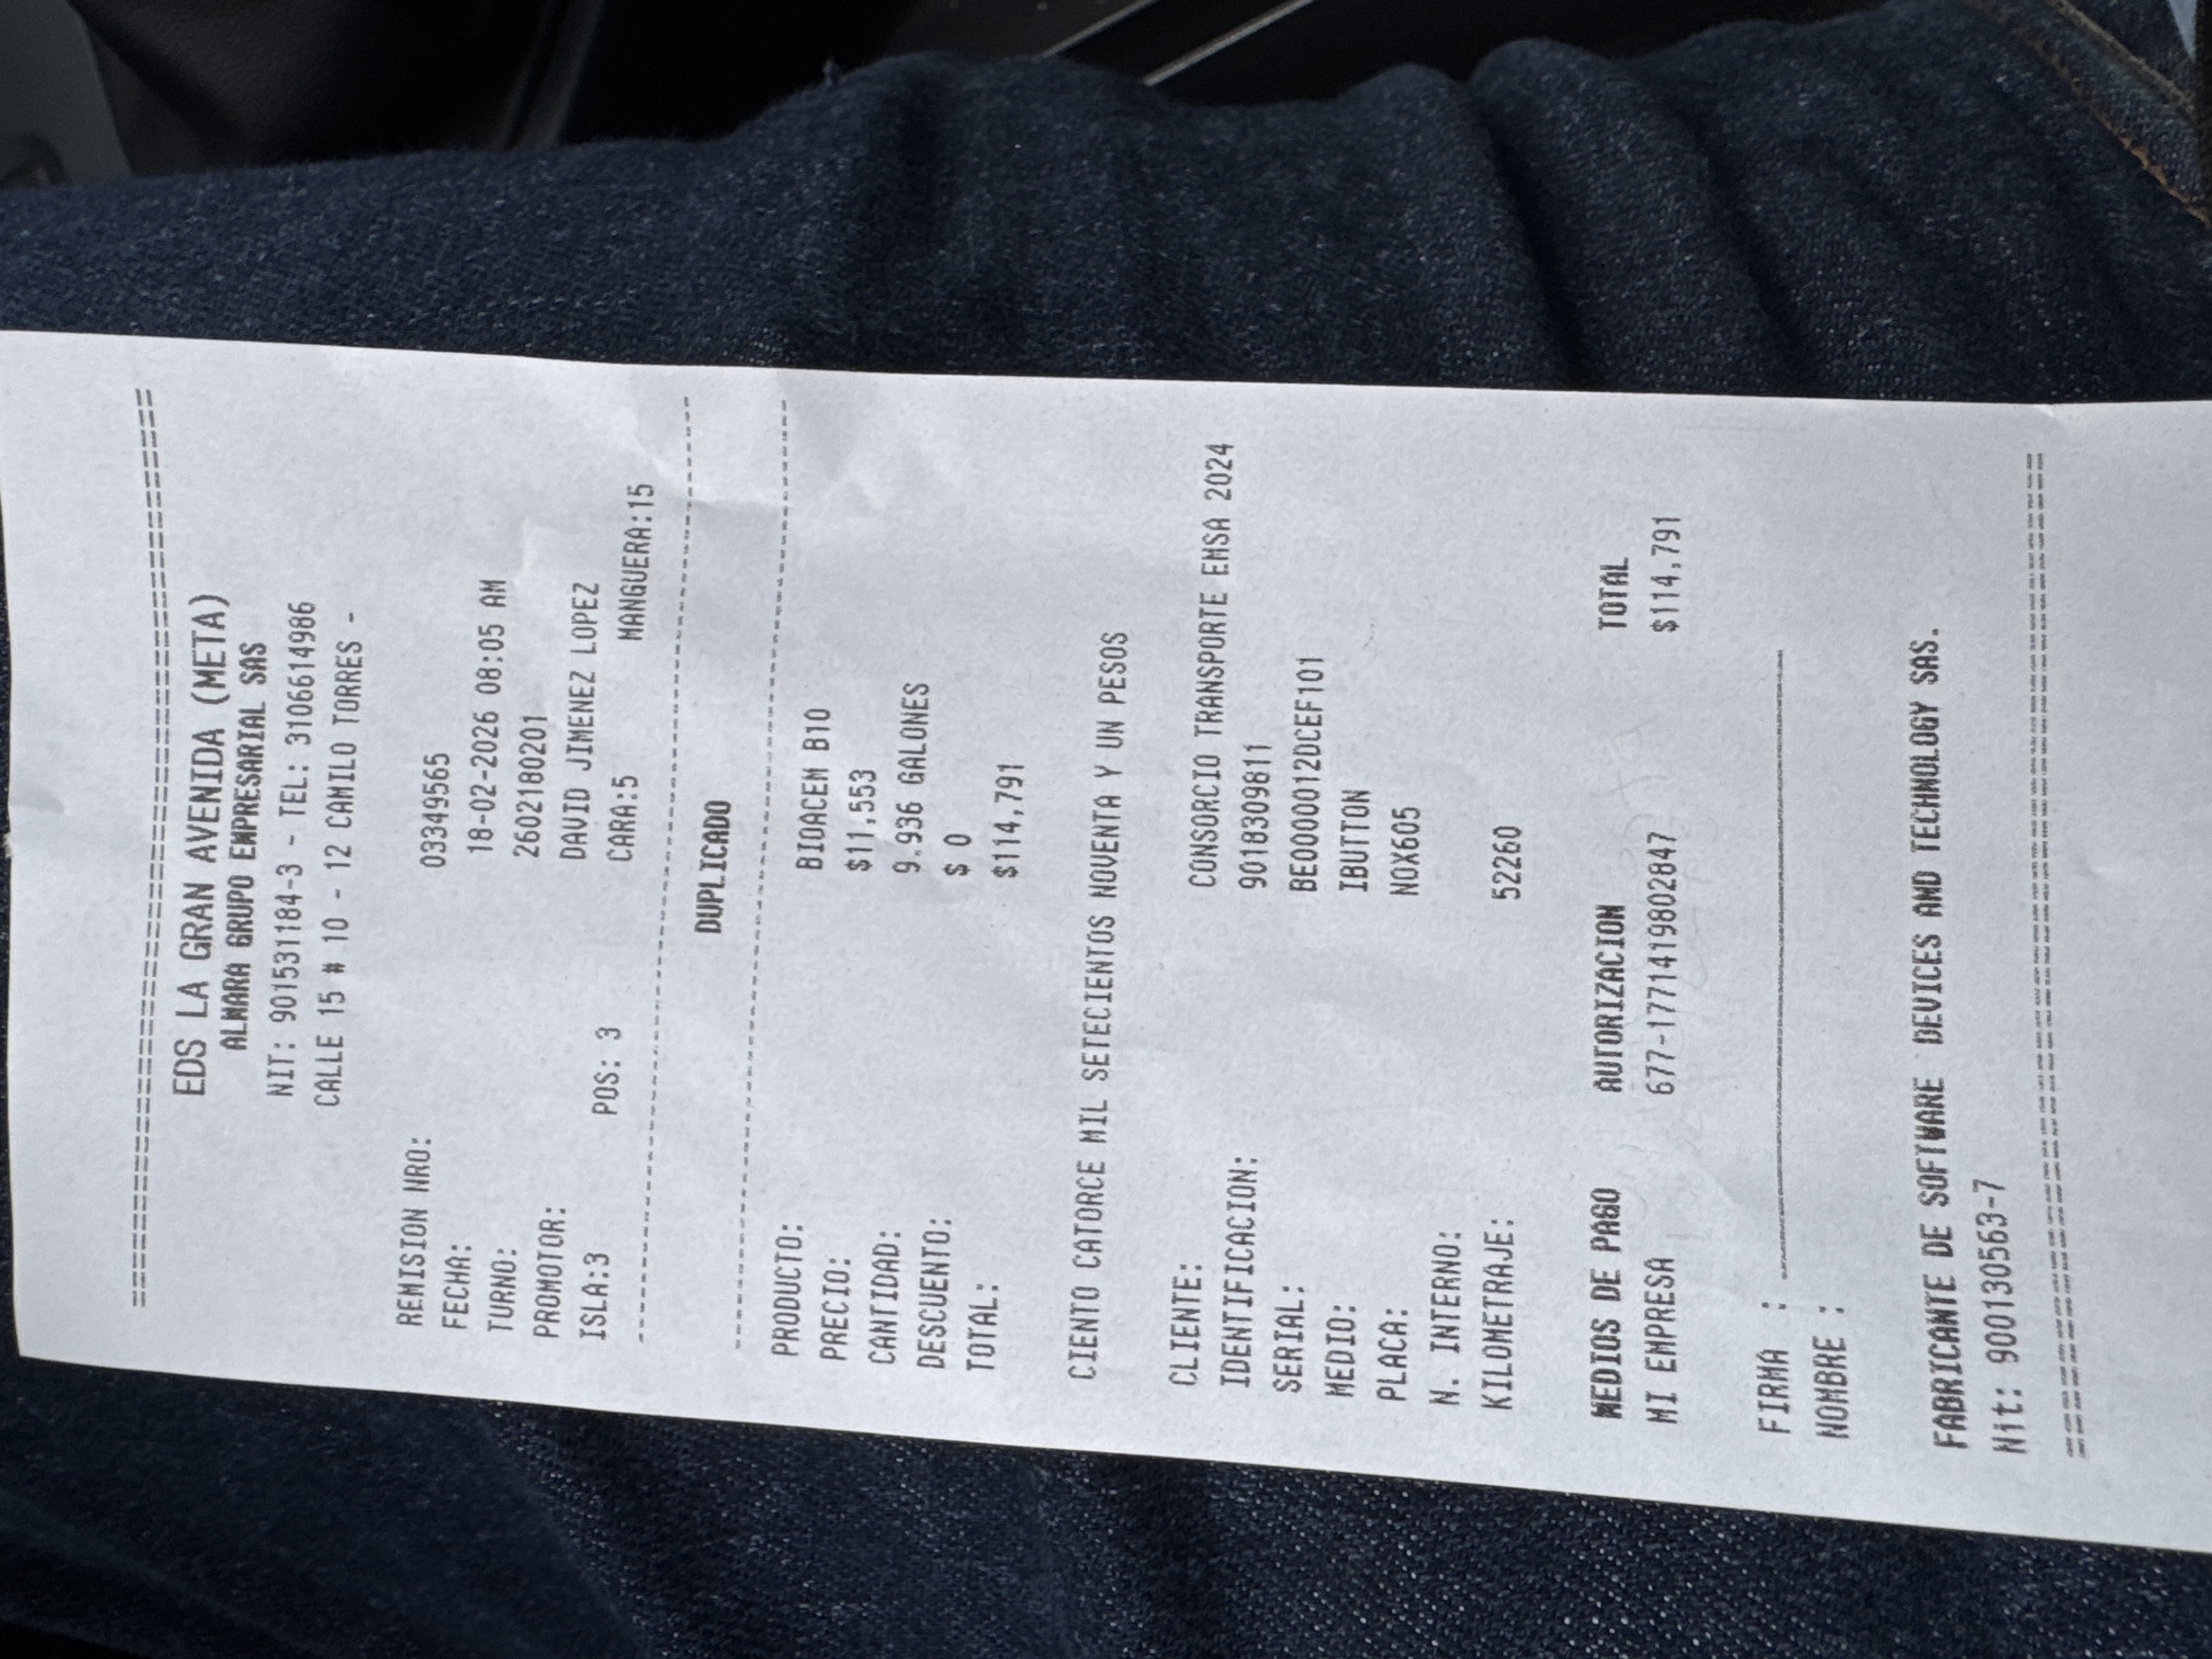 EDS LA GRAN AVENIDA (META)
ALMARA GRUPO EMPRESARIAL SAS
NIT: 901531184-3 - TEL: 3106614986
CALLE 15 # 10 - 12 CAMILO TORRES -
REMISION NRO: 03349565
FECHA: 18-02-2026 08:05 AM
TURNO: 2602180201
PROMOTOR: DAVID JIMENEZ LOPEZ
ISLA:3 POS: 3 CARA:5 MANGUERA:15
DUPLICADO
PRODUCTO: BIOACEM B10
PRECIO: $11,553
CANTIDAD: 9.936 GALONES
DESCUENTO: $ 0
TOTAL: $114,791
CIENTO CATORCE MIL SETECIENTOS NOVENTA Y UN PESOS
CLIENTE: CONSORCIO TRANSPORTE EMSA 2024
IDENTIFICACION: 9018309811
SERIAL: BE0000012DCEF101
MEDIO: IBUTTON
PLACA: NOX605
N. INTERNO:
KILOMETRAJE: 52260
MEDIOS DE PAGO AUTORIZACION TOTAL
MI EMPRESA 677-1771419802847 $114,791
FIRMA :
NOMBRE :
FABRICANTE DE SOFTWARE DEVICES AND TECHNOLOGY SAS.
Nit: 900130563-7